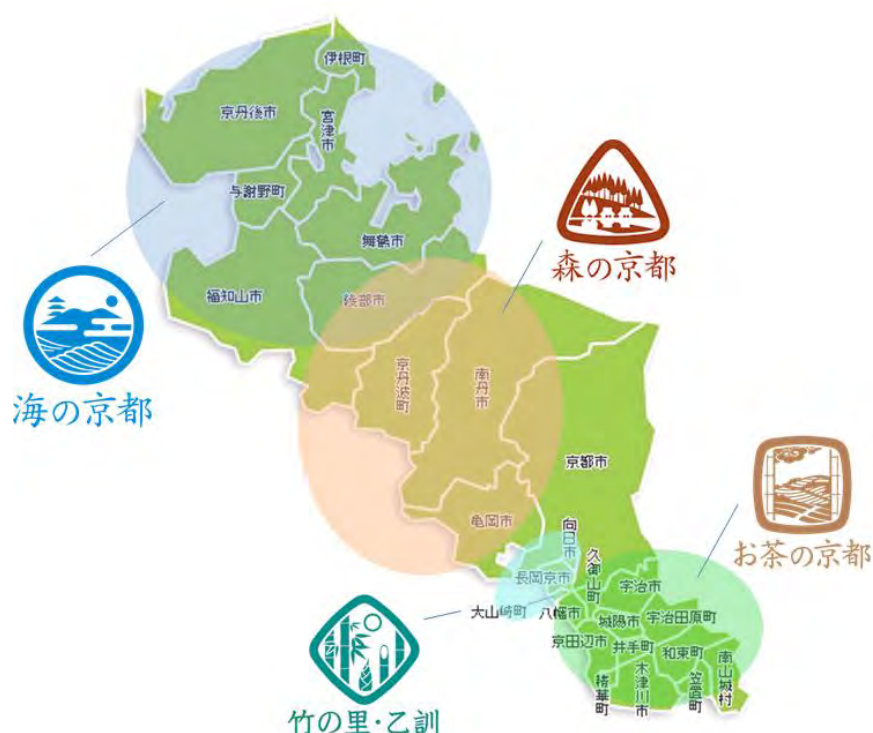 伊根町
京丹後市
宮津市
与謝野町
舞鶴市
福知山市
綾部市
海の京都
森の京都
京丹波町
南丹市
京都市
亀岡市
お茶の京都
向日市
長岡京市
久御山町
宇治市
大山崎町
八幡市
城陽市
宇治田原町
京田辺市
井手町
和束町
南山城村
精華町
木津川市
笠置町
竹の里・乙訓